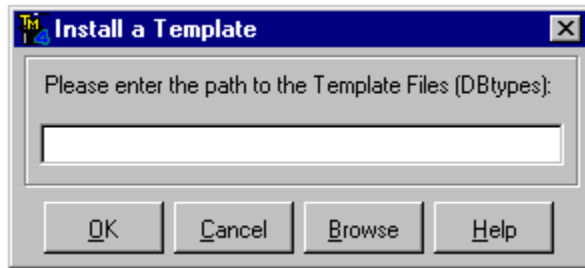 TM 4 Install a Template
Please enter the path to the Template Files (DBtypes):
OK Cancel Browse Help